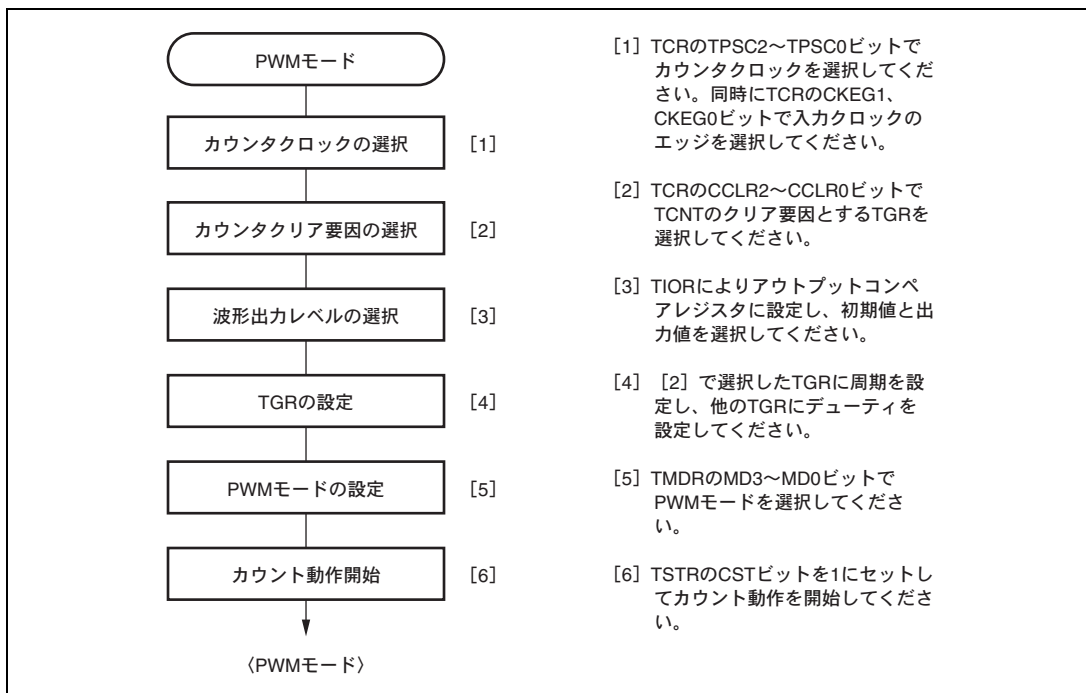 PWMモード
カウンタクロックの選択 [1]
カウンタクリア要因の選択 [2]
波形出力レベルの選択 [3]
TGRの設定 [4]
PWMモードの設定 [5]
カウント動作開始 [6]
〈PWMモード〉
[1] TCRのTPSC2～TPSC0ビットで
カウンタクロックを選択してくだ
さい。同時にTCRのCKEG1、
CKEG0ビットで入力クロックの
エッジを選択してください。
[2] TCRのCCLR2～CCLR0ビットで
TCNTのクリア要因とするTGRを
選択してください。
[3] TIORによりアウトプットコンペ
アレジスタに設定し、初期値と出
力値を選択してください。
[4] [2] で選択したTGRに周期を設
定し、他のTGRにデューティを
設定してください。
[5] TMDRのMD3～MD0ビットで
PWMモードを選択してくださ
い。
[6] TSTRのCSTビットを1にセットし
てカウント動作を開始してくださ
い。